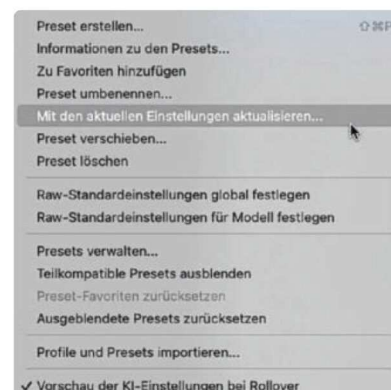 Preset erstellen... ⇧⌘P
Informationen zu den Presets...
Zu Favoriten hinzufügen
Preset umbenennen...
Mit den aktuellen Einstellungen aktualisieren...
Preset verschieben...
Preset löschen
Raw-Standardeinstellungen global festlegen
Raw-Standardeinstellungen für Modell festlegen
Presets verwalten...
Teilkompatible Presets ausblenden
Preset-Favoriten zurücksetzen
Ausgeblendete Presets zurücksetzen
Profile und Presets importieren...
✓ Vorschau der KI-Einstellungen bei Rollover